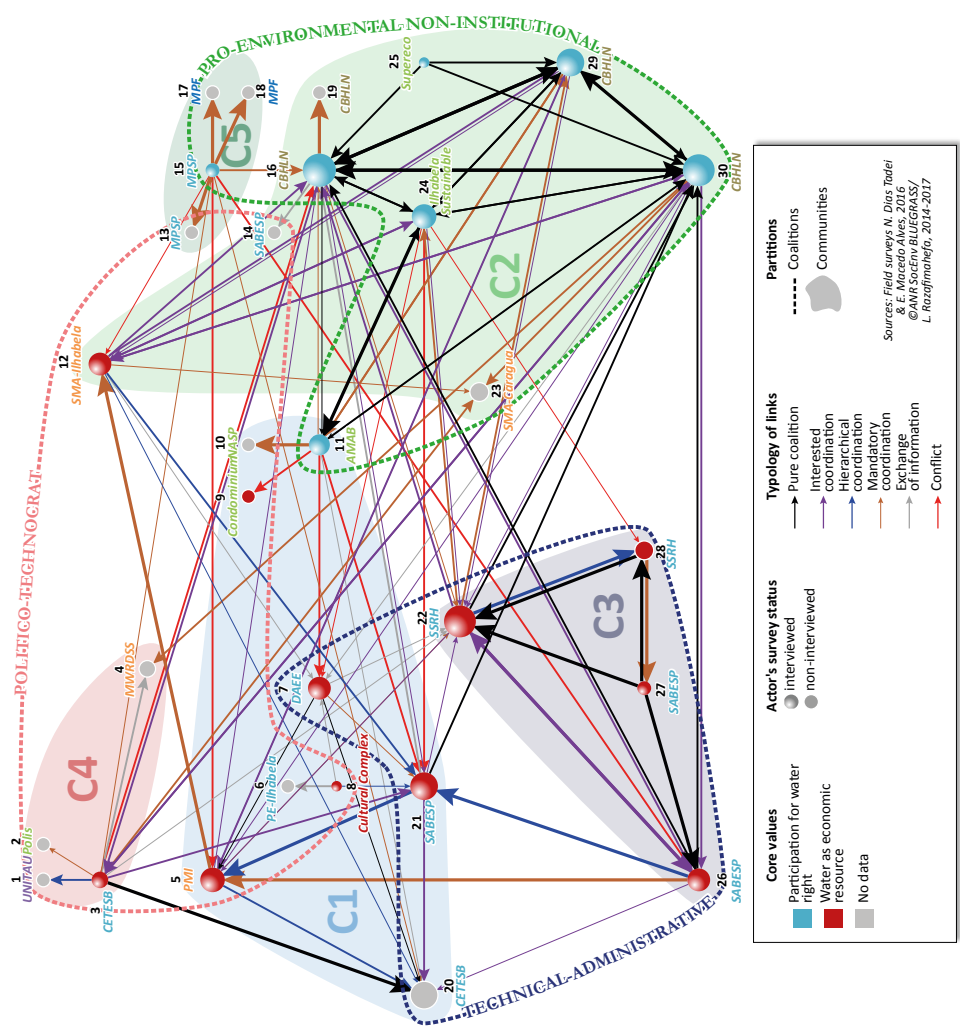 POLITICO-TECHNOCRAT
PRO-ENVIRONMENTAL NON-INSTITUTIONAL
TECHNICAL-ADMINISTRATIVE
C4
C5
C2
C1
C3
1
UNITAU
2
Pólis
3
CETESB
4
MWRDSS
5
PMI
6
P.E-Ilhabela
7
DAEE
8
Cultural Complex
9
Condominium
10
NASP
11
AMAB
12
SMA-Ilhabela
13
MPSP
14
SABESP
15
MPSP
16
CBHLN
17
MPF
18
MPF
19
CBHLN
20
CETESB
21
SABESP
22
SSRH
23
SMA-Caragua
24
Ilhabela
Sustainble
25
Supereco
26
SABESP
27
SABESP
28
SSRH
29
CBHLN
30
CBHLN
Core values
Participation for water
right
Water as economic
resource
No data
Actor's survey status
interviewed
non-interviewed
Typology of links
Pure coalition
Interested
coordination
Hierarchical
coordination
Mandatory
coordination
Exchange
of information
Conflict
Partitions
Coalitions
Communities
Sources: Field surveys N. Dias Tadei
& E. Macedo Alves, 2016
©ANR SocEnv BLUEGRASS/
L. Razafimahefa, 2014-2017